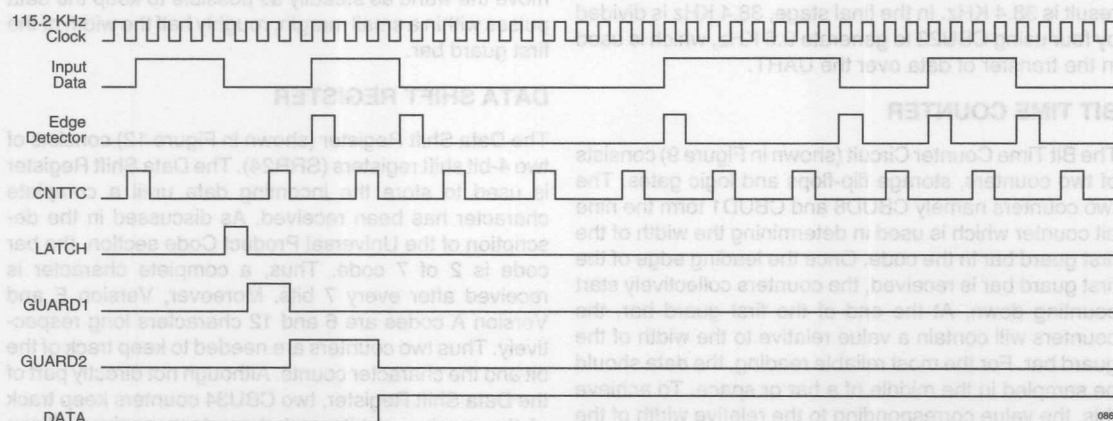 115.2 KHz
Clock
Input
Data
Edge
Detector
CNTTC
LATCH
GUARD1
GUARD2
DATA
086
result is 38.4 KHz. In the final stage, 38.4 KHz is divided
in the transfer of data over the UART.
BIT TIME COUNTER
The Bit Time Counter Circuit (shown in Figure 9) consists
of two counters, storage flip-flops and logic gates. The
two counters namely CBUD8 and CBUD1 form the nine
bit counter which is used in determining the width of the
first guard bar in the code. Once the leading edge of the
first guard bar is received, the counters collectively start
counting down. At the end of the first guard bar, the
counters will contain a value relative to the width of the
guard bar. For the most reliable reading, the data should
be sampled in the middle of a bar or space. To achieve
this, the value corresponding to the relative width of the
move the wand as steadily as possible to keep the data
first guard bar.
DATA SHIFT REGISTER
The Data Shift Register (shown in Figure 12) consists of
two 4-bit shift registers (SRR24). The Data Shift Register
is used to store the incoming data until a complete
character has been received. As discussed in the de-
scription of the Universal Product Code section, the bar
code is 2 of 7 code. Thus, a complete character is
received after every 7 bits. Moreover, Version E and
Version A codes are 6 and 12 characters long respec-
tively. Thus two counters are needed to keep track of the
bit and the character counts. Although not directly part of
the Data Shift Register, two CBU34 counters keep track